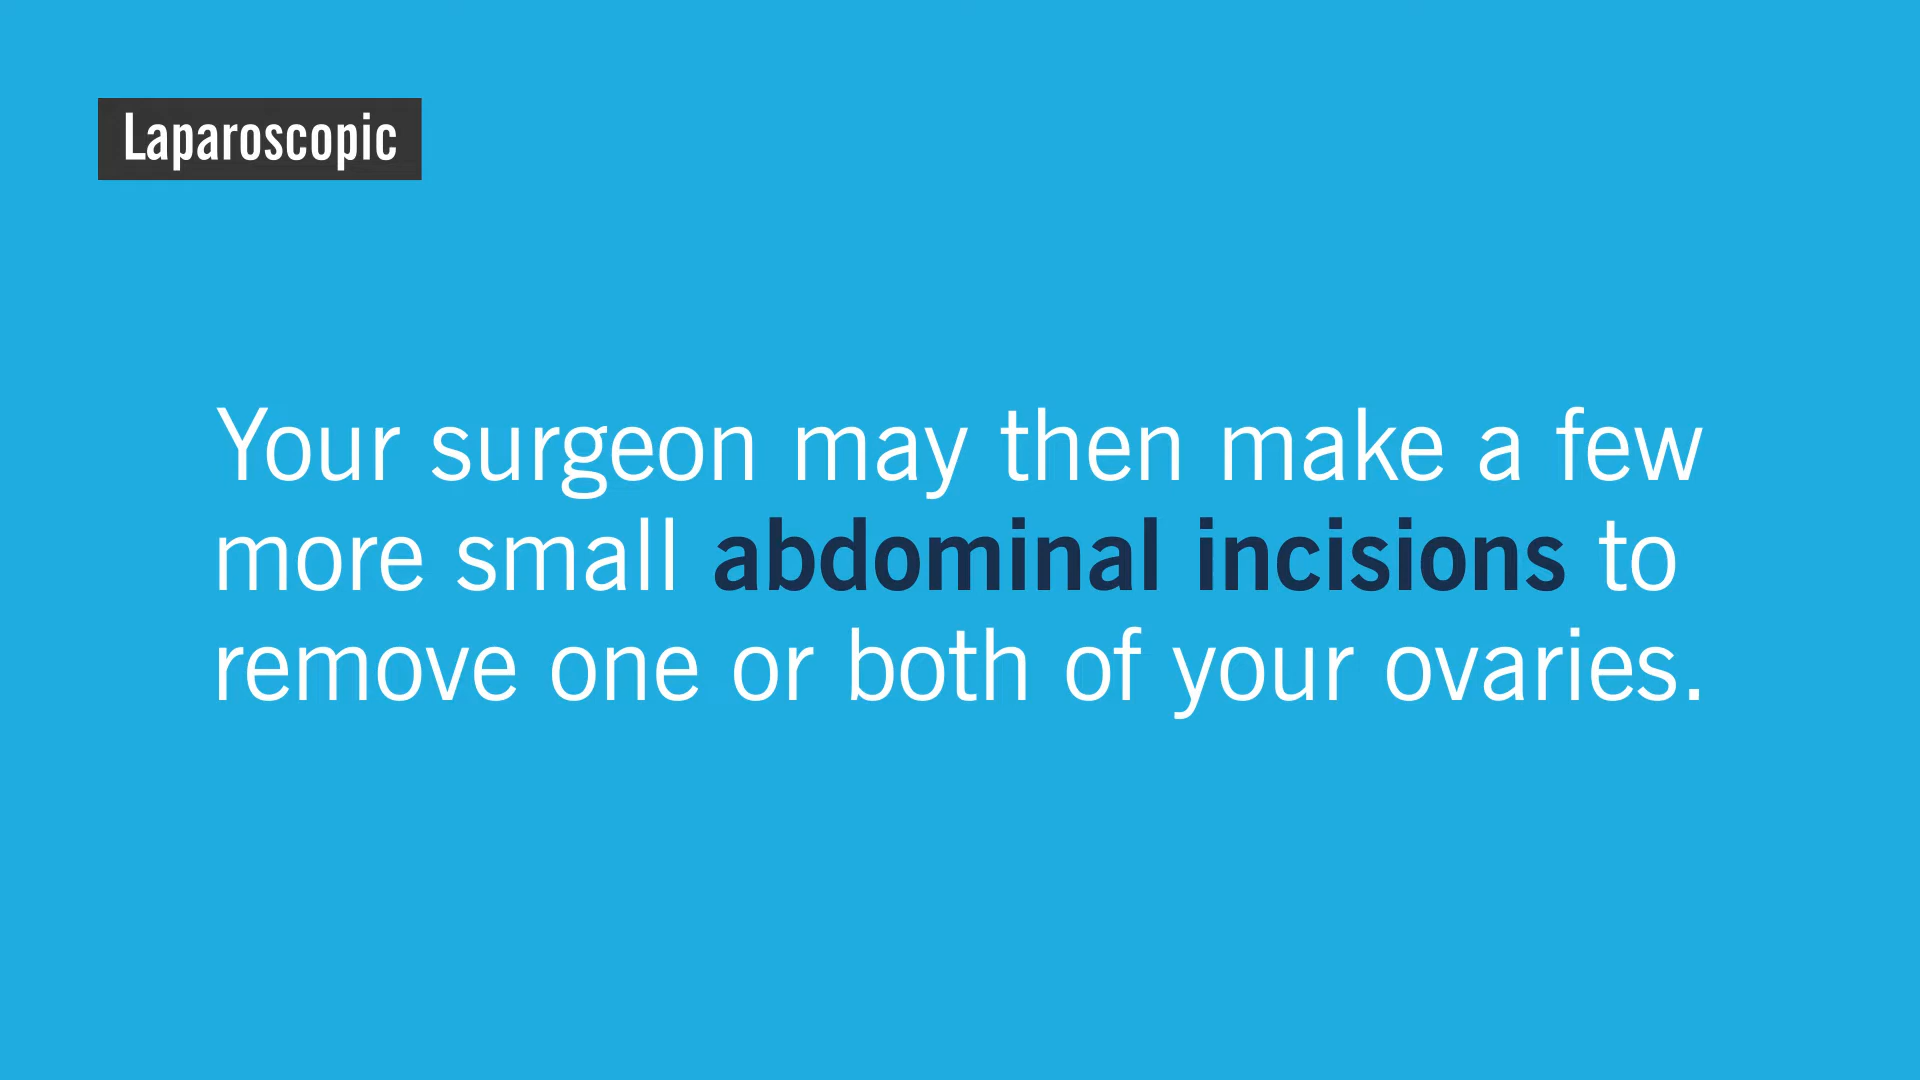 Laparoscopic
Your surgeon may then make a few
more small abdominal incisions to
remove one or both of your ovaries.